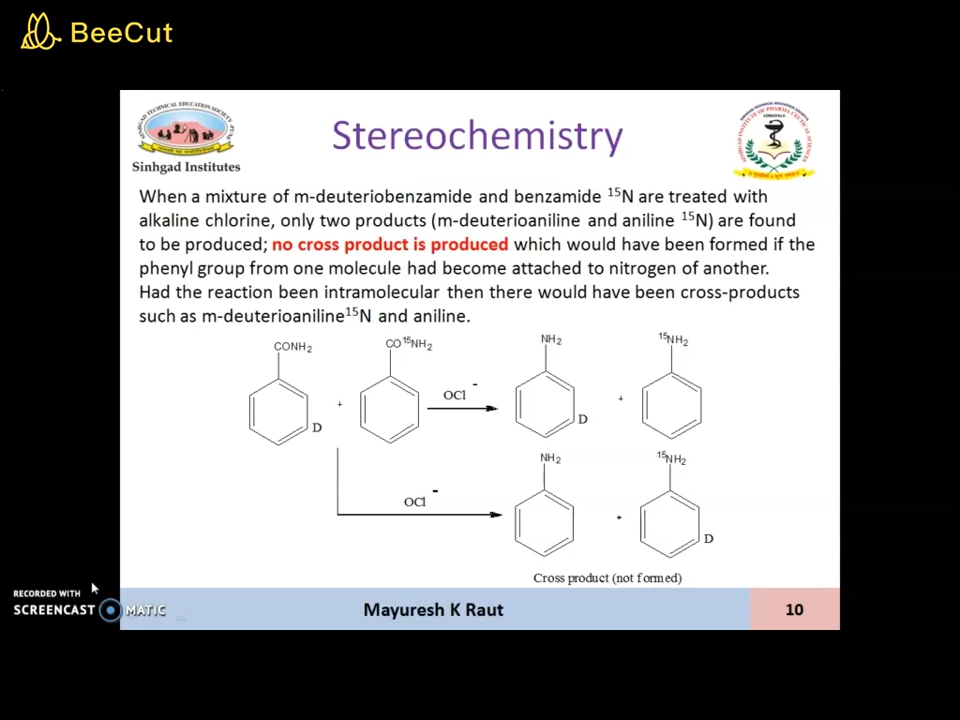 BeeCut
SINHGAD TECHNICAL EDUCATION SOCIETY
Sinhgad Institutes
Stereochemistry
When a mixture of m-deuteriobenzamide and benzamide ¹⁵N are treated with
alkaline chlorine, only two products (m-deuterioaniline and aniline ¹⁵N) are found
to be produced; no cross product is produced which would have been formed if the
phenyl group from one molecule had become attached to nitrogen of another.
Had the reaction been intramolecular then there would have been cross-products
such as m-deuterioaniline¹⁵N and aniline.
CONH₂ CO¹⁵NH₂ NH₂ ¹⁵NH₂
D + OCl⁻ D +
NH₂ ¹⁵NH₂
OCl⁻ + D
Cross product (not formed)
RECORDED WITH
SCREENCAST MATIC
Mayuresh K Raut
10